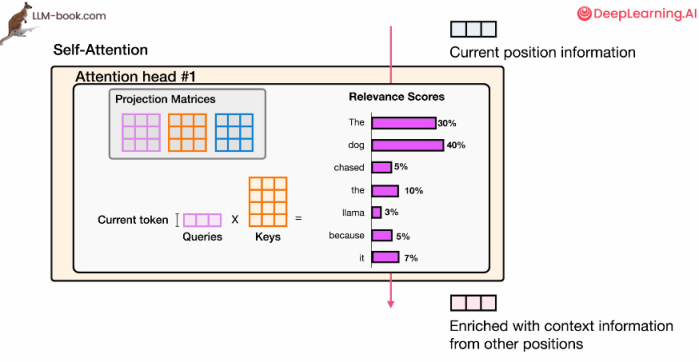 LLM-book.com
DeepLearning.AI
Self-Attention
Current position information
Attention head #1
Projection Matrices
Relevance Scores
The 30%
dog 40%
chased 5%
the 10%
llama 3%
because 5%
it 7%
Current token X =
Queries Keys
Enriched with context information
from other positions